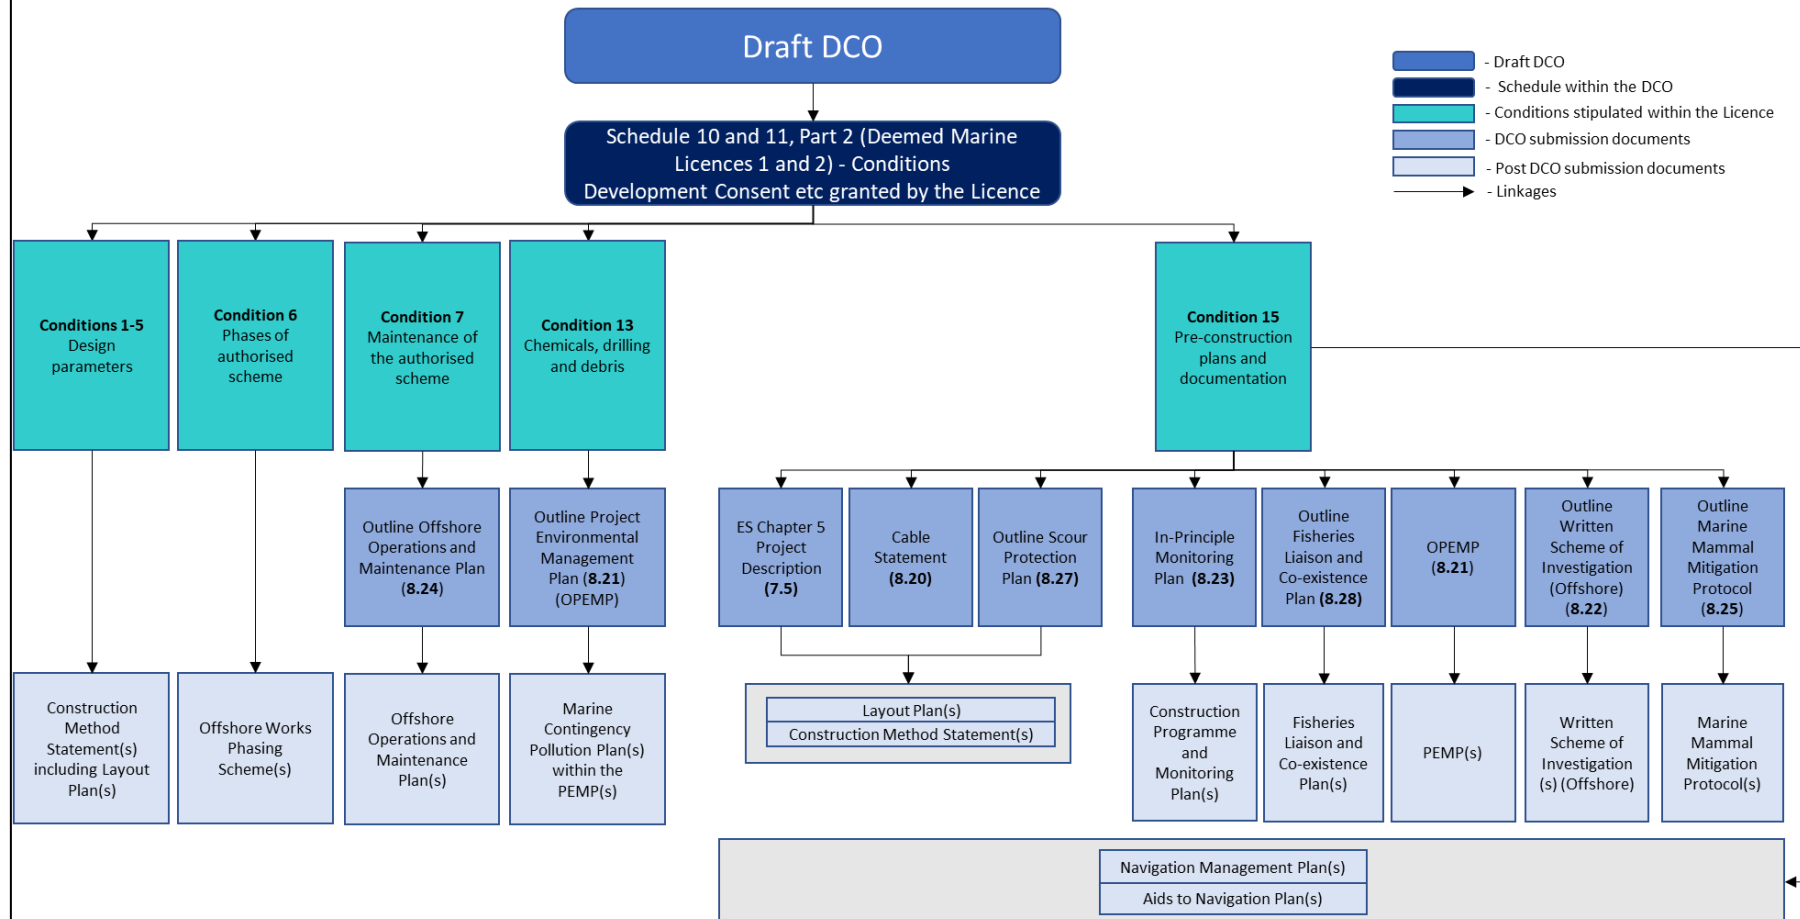 Draft DCO
- Draft DCO
- Schedule within the DCO
- Conditions stipulated within the Licence
- DCO submission documents
- Post DCO submission documents
- Linkages
Schedule 10 and 11, Part 2 (Deemed Marine
Licences 1 and 2) - Conditions
Development Consent etc granted by the Licence
Conditions 1-5
Design
parameters
Condition 6
Phases of
authorised
scheme
Condition 7
Maintenance of
the authorised
scheme
Condition 13
Chemicals, drilling
and debris
Condition 15
Pre-construction
plans and
documentation
Outline Offshore
Operations and
Maintenance Plan
(8.24)
Outline Project
Environmental
Management
Plan (8.21)
(OPEMP)
ES Chapter 5
Project
Description
(7.5)
Cable
Statement
(8.20)
Outline Scour
Protection
Plan (8.27)
In-Principle
Monitoring
Plan (8.23)
Outline
Fisheries
Liaison and
Co-existence
Plan (8.28)
OPEMP
(8.21)
Outline
Written
Scheme of
Investigation
(Offshore)
(8.22)
Outline
Marine
Mammal
Mitigation
Protocol
(8.25)
Construction
Method
Statement(s)
including Layout
Plan(s)
Offshore Works
Phasing
Scheme(s)
Offshore
Operations and
Maintenance
Plan(s)
Marine
Contingency
Pollution Plan(s)
within the
PEMP(s)
Layout Plan(s)
Construction Method Statement(s)
Construction
Programme
and
Monitoring
Plan(s)
Fisheries
Liaison and
Co-existence
Plan(s)
PEMP(s)
Written
Scheme of
Investigation
(s) (Offshore)
Marine
Mammal
Mitigation
Protocol(s)
Navigation Management Plan(s)
Aids to Navigation Plan(s)